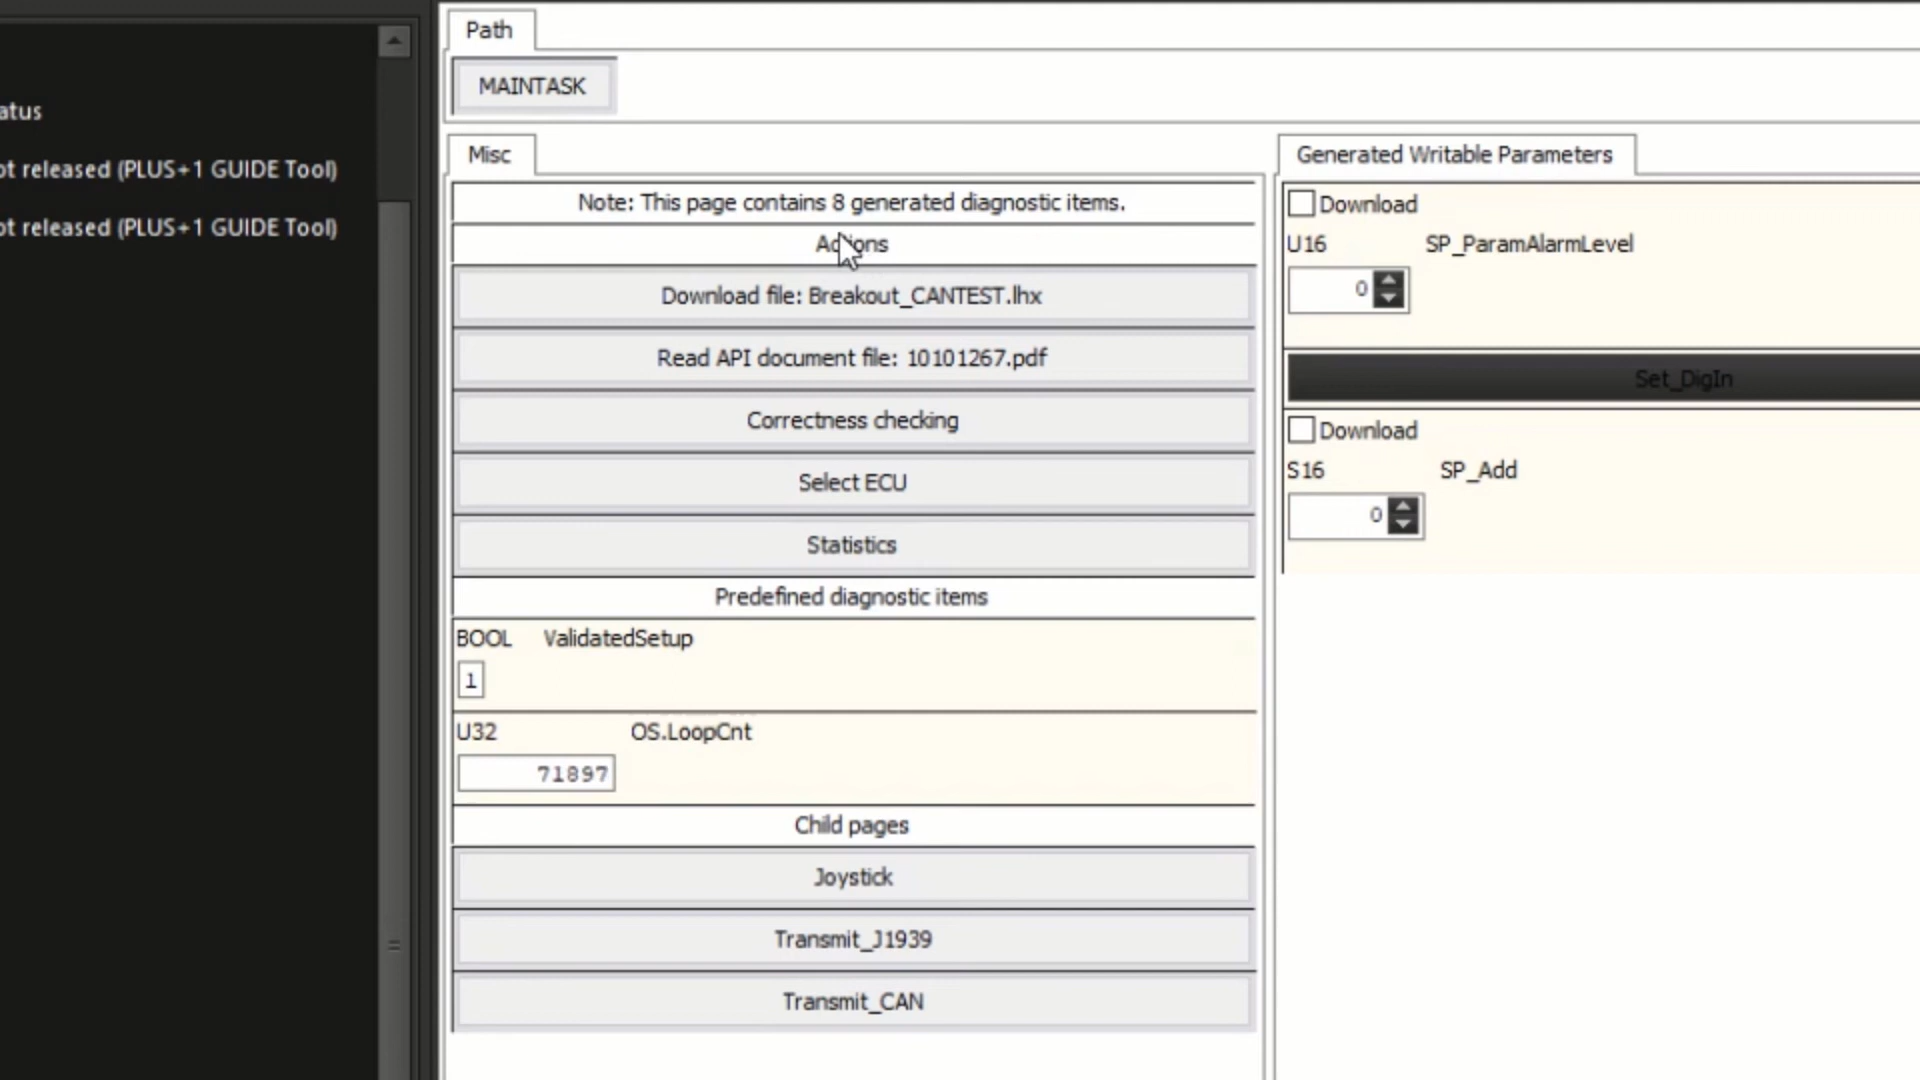 atus
ot released (PLUS+1 GUIDE Tool)
ot released (PLUS+1 GUIDE Tool)
Path
MAINTASK
Misc
Note: This page contains 8 generated diagnostic items.
Actions
Download file: Breakout_CANTEST.lhx
Read API document file: 10101267.pdf
Correctness checking
Select ECU
Statistics
Predefined diagnostic items
BOOL ValidatedSetup
1
U32 OS.LoopCnt
71897
Child pages
Joystick
Transmit_J1939
Transmit_CAN
Generated Writable Parameters
Download
U16 SP_ParamAlarmLevel
0
Set_DigIn
Download
S16 SP_Add
0